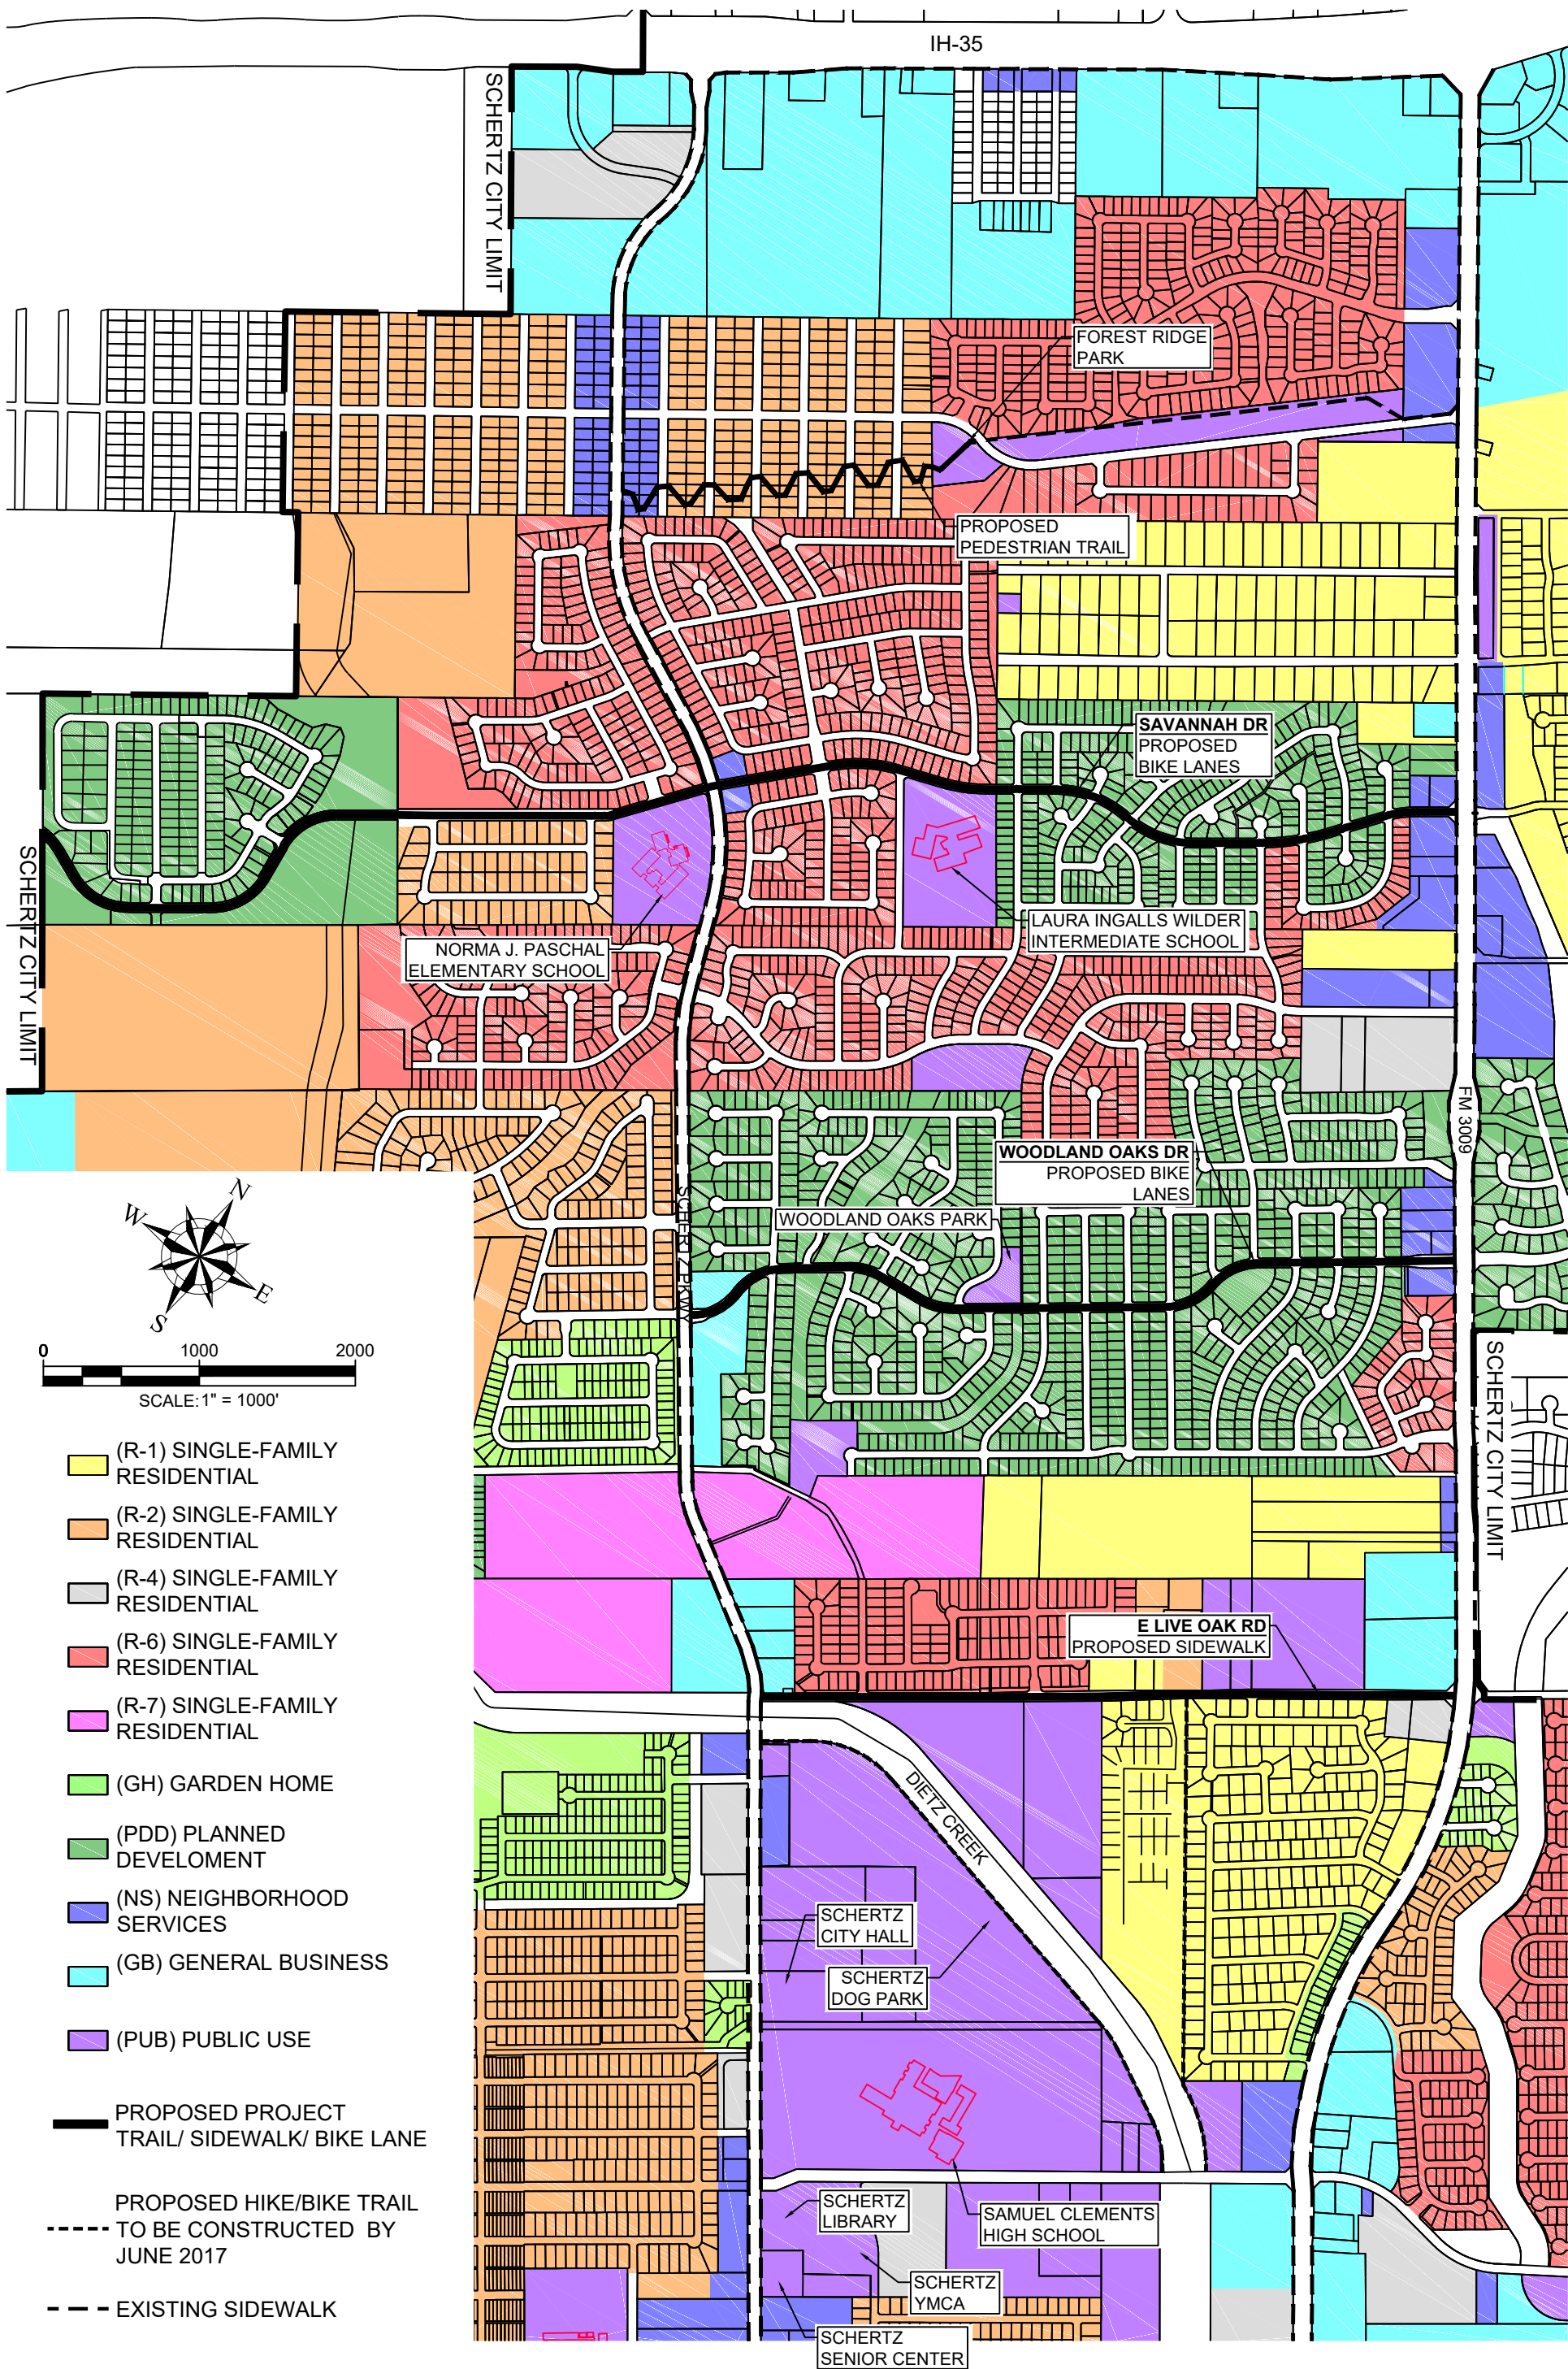 IH-35
SCHERTZ CITY LIMIT
FOREST RIDGE
PARK
PROPOSED
PEDESTRIAN TRAIL
SAVANNAH DR
PROPOSED
BIKE LANES
SCHERTZ CITY LIMIT
NORMA J. PASCHAL
ELEMENTARY SCHOOL
LAURA INGALLS WILDER
INTERMEDIATE SCHOOL
FM 3009
WOODLAND OAKS DR
PROPOSED BIKE
LANES
SCHERTZ PKWY
WOODLAND OAKS PARK
N
W
E
S
0 1000 2000
SCALE: 1" = 1000'
SCHERTZ CITY LIMIT
(R-1) SINGLE-FAMILY
RESIDENTIAL
(R-2) SINGLE-FAMILY
RESIDENTIAL
(R-4) SINGLE-FAMILY
RESIDENTIAL
(R-6) SINGLE-FAMILY
RESIDENTIAL
(R-7) SINGLE-FAMILY
RESIDENTIAL
(GH) GARDEN HOME
(PDD) PLANNED
DEVELOMENT
(NS) NEIGHBORHOOD
SERVICES
(GB) GENERAL BUSINESS
(PUB) PUBLIC USE
PROPOSED PROJECT
TRAIL/ SIDEWALK/ BIKE LANE
PROPOSED HIKE/BIKE TRAIL
TO BE CONSTRUCTED BY
JUNE 2017
EXISTING SIDEWALK
E LIVE OAK RD
PROPOSED SIDEWALK
DIETZ CREEK
SCHERTZ
CITY HALL
SCHERTZ
DOG PARK
SCHERTZ
LIBRARY
SAMUEL CLEMENTS
HIGH SCHOOL
SCHERTZ
YMCA
SCHERTZ
SENIOR CENTER